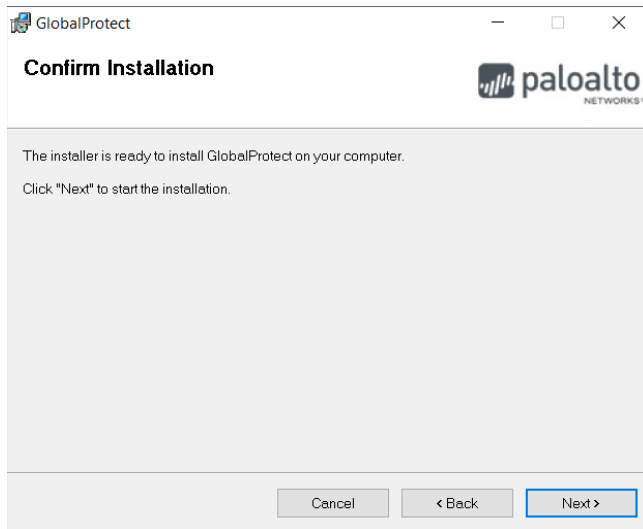 GlobalProtect
Confirm Installation
paloalto
NETWORKS®
The installer is ready to install GlobalProtect on your computer.
Click "Next" to start the installation.
Cancel
< Back
Next >